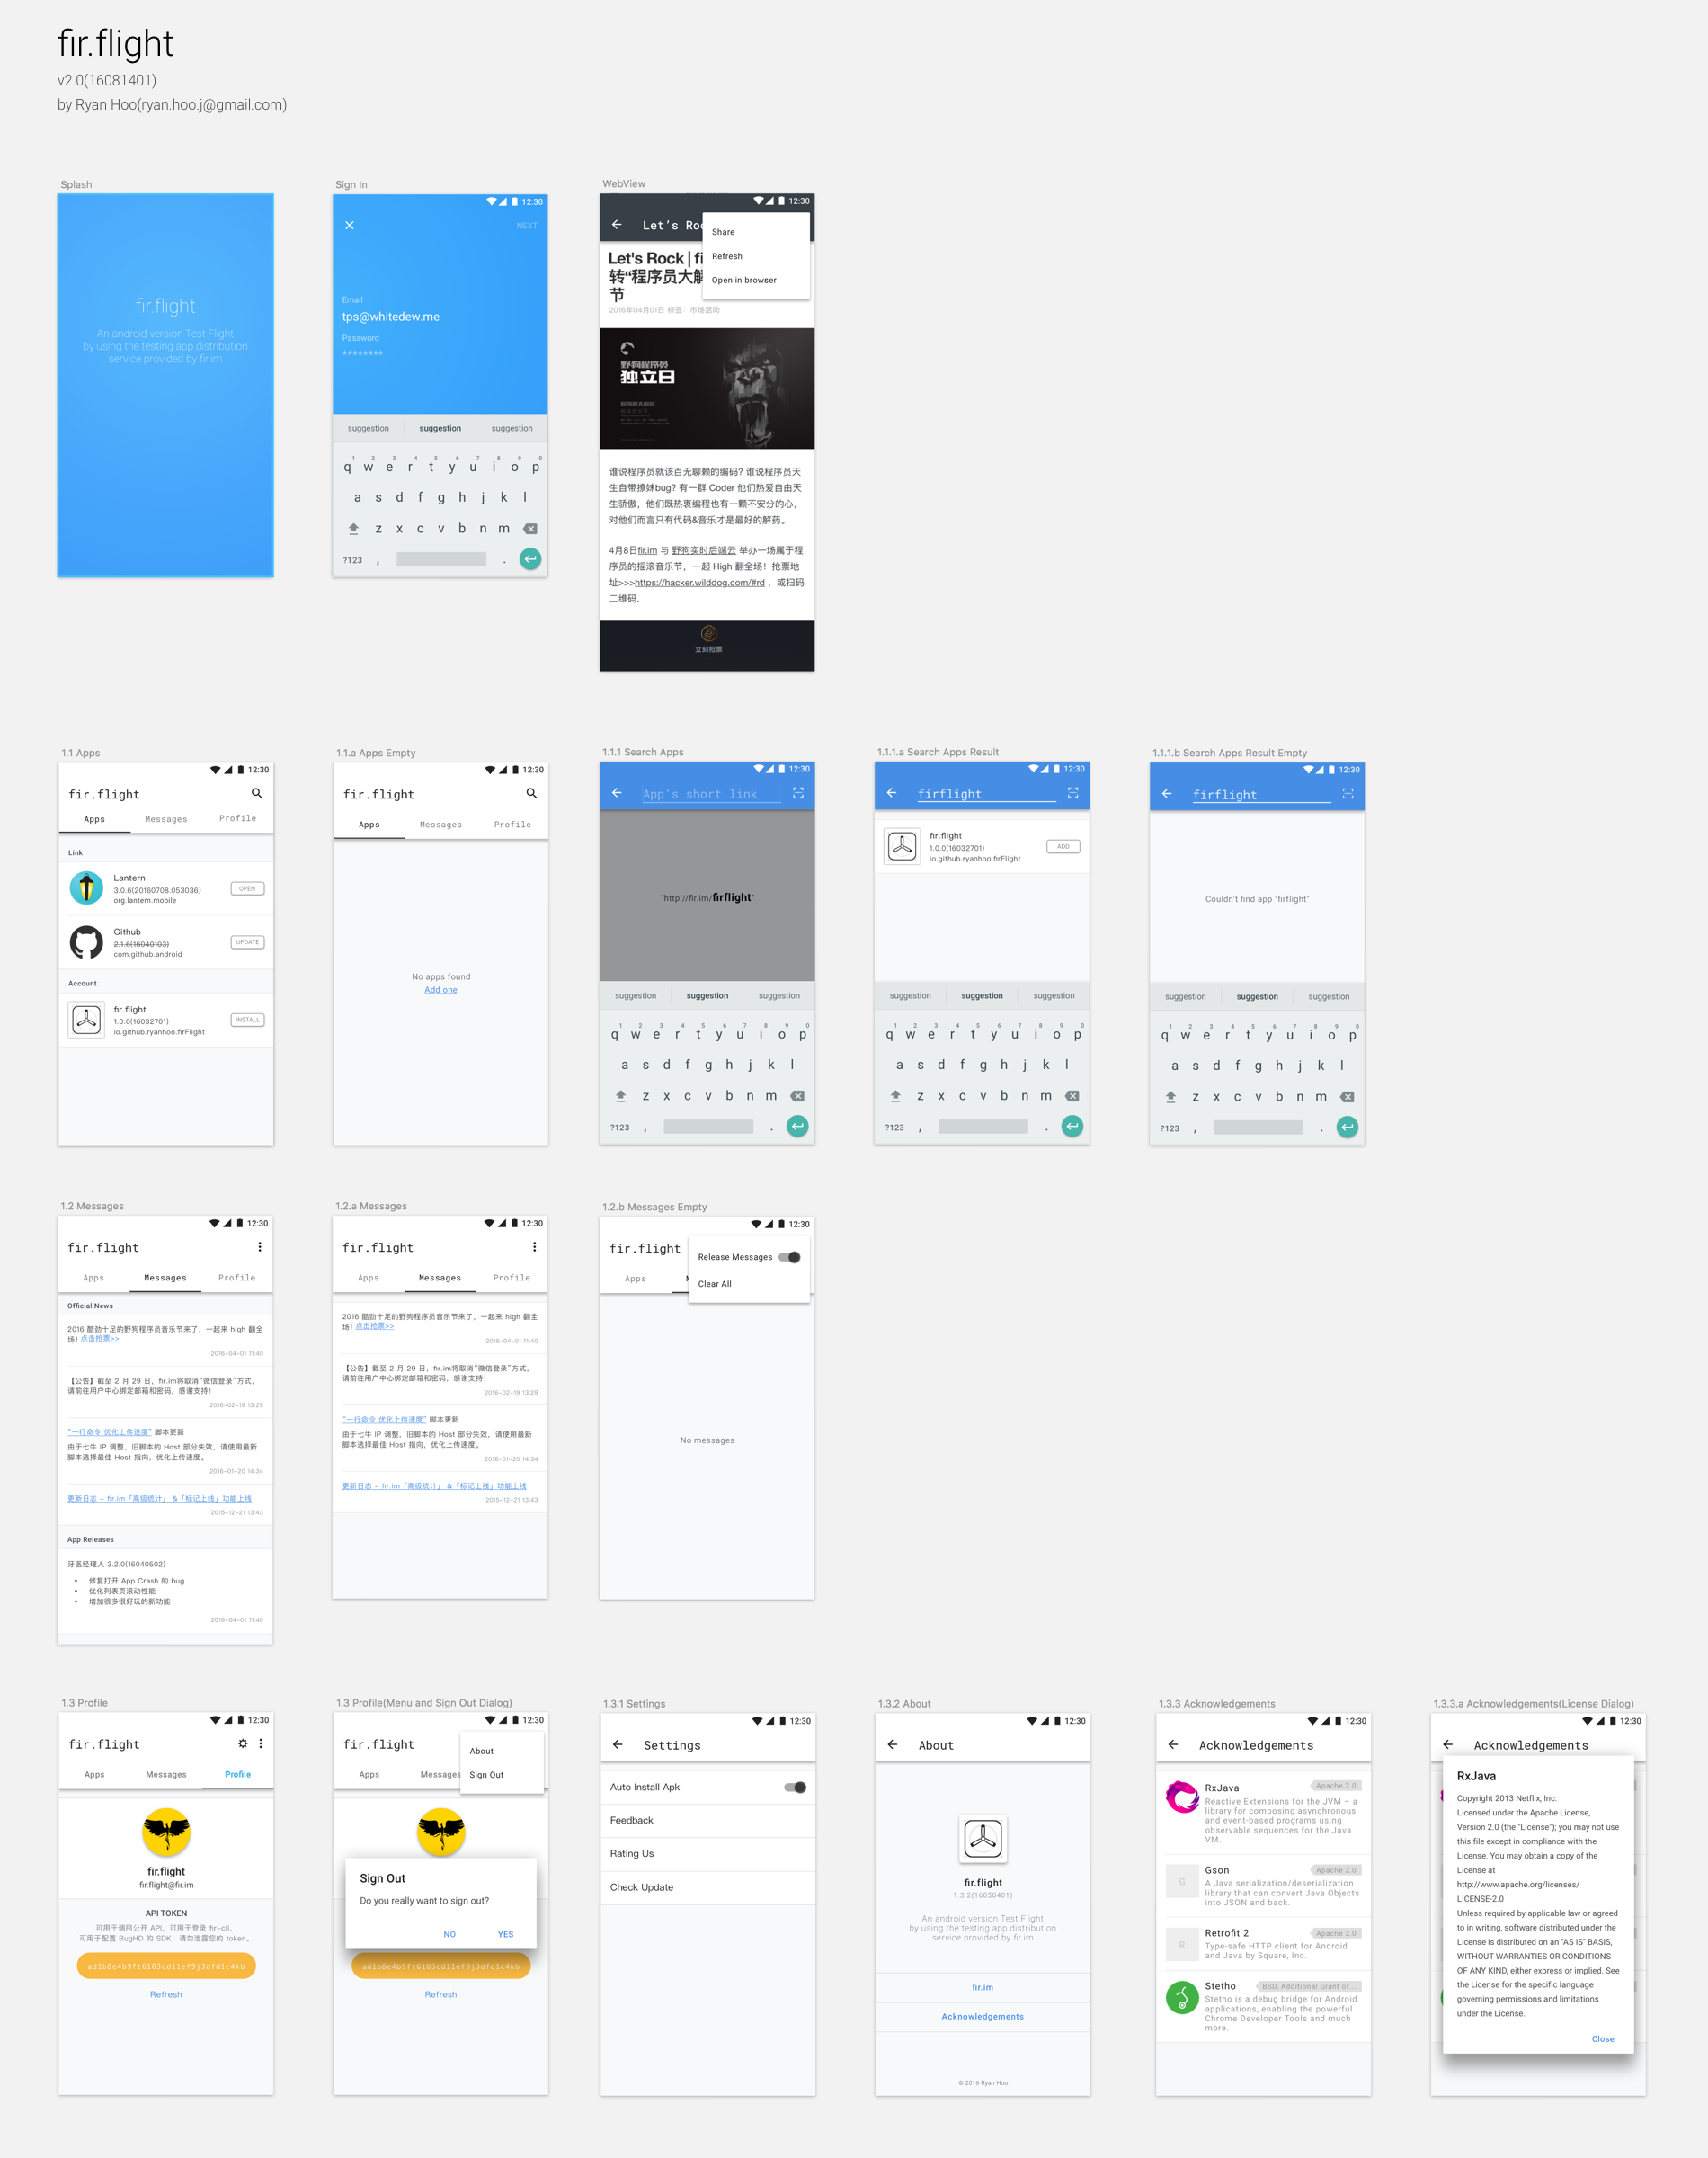 fir.flight
v2.0(16081401)
by Ryan Hoo(ryan.hoo.j@gmail.com)
Splash
fir.flight
An android version Test Flight
by using the testing app distribution
service provided by fir.im
Sign In
12:30
NEXT
Email
tps@whitedew.me
Password
********
suggestion suggestion suggestion
1 2 3 4 5 6 7 8 9 0
q w e r t y u i o p
a s d f g h j k l
z x c v b n m
?123 , .
WebView
12:30
Let's Ro
Share
Refresh
Open in browser
Let's Rock | fi
转“程序员大解
节
2016年04月01日 标签: 市场活动
野狗程序员
独立日
谁说程序员就该百无聊赖的编码? 谁说程序员天
生自带撩妹bug? 有一群 Coder 他们热爱自由天
生骄傲，他们既热衷编程也有一颗不安分的心，
对他们而言只有代码&音乐才是最好的解药。
4月8日fir.im 与 野狗实时后端云 举办一场属于程
序员的摇滚音乐节，一起 High 翻全场！抢票地
址>>>https://hacker.wilddog.com/#rd ，或扫码
二维码.
立刻抢票
1.1 Apps
12:30
fir.flight
Apps Messages Profile
Link
Lantern
3.0.6(20160708.053036)
org.lantern.mobile
OPEN
Github
2.1.6(16040103)
com.github.android
UPDATE
Account
fir.flight
1.0.0(16032701)
io.github.ryanhoo.firFlight
INSTALL
1.1.a Apps Empty
12:30
fir.flight
Apps Messages Profile
No apps found
Add one
1.1.1 Search Apps
12:30
App's short link
"http://fir.im/firflight"
suggestion suggestion suggestion
1 2 3 4 5 6 7 8 9 0
q w e r t y u i o p
a s d f g h j k l
z x c v b n m
?123 , .
1.1.1.a Search Apps Result
12:30
firflight
fir.flight
1.0.0(16032701)
io.github.ryanhoo.firFlight
ADD
suggestion suggestion suggestion
1 2 3 4 5 6 7 8 9 0
q w e r t y u i o p
a s d f g h j k l
z x c v b n m
?123 , .
1.1.1.b Search Apps Result Empty
12:30
firflight
Couldn't find app "firflight"
suggestion suggestion suggestion
1 2 3 4 5 6 7 8 9 0
q w e r t y u i o p
a s d f g h j k l
z x c v b n m
?123 , .
1.2 Messages
12:30
fir.flight
Apps Messages Profile
Official News
2016 酷劲十足的野狗程序员音乐节来了，一起来 high 翻全
场! 点击抢票>>
2016-04-01 11:40
【公告】截至 2 月 29 日，fir.im将取消“微信登录”方式，
请前往用户中心绑定邮箱和密码，感谢支持!
2016-02-19 13:29
“一行命令 优化上传速度” 脚本更新
由于七牛 IP 调整，旧脚本的 Host 部分失效，请使用最新
脚本选择最佳 Host 指向，优化上传速度。
2016-01-20 14:34
更新日志 - fir.im「高级统计」 &「标记上线」功能上线
2015-12-21 13:43
App Releases
牙医经理人 3.2.0(16040502)
• 修复打开 App Crash 的 bug
• 优化列表页滚动性能
• 增加很多很好玩的新功能
2016-04-01 11:40
1.2.a Messages
12:30
fir.flight
Apps Messages Profile
2016 酷劲十足的野狗程序员音乐节来了，一起来 high 翻全
场! 点击抢票>>
2016-04-01 11:40
【公告】截至 2 月 29 日，fir.im将取消“微信登录”方式，
请前往用户中心绑定邮箱和密码，感谢支持!
2016-02-19 13:29
“一行命令 优化上传速度” 脚本更新
由于七牛 IP 调整，旧脚本的 Host 部分失效，请使用最新
脚本选择最佳 Host 指向，优化上传速度。
2016-01-20 14:34
更新日志 - fir.im「高级统计」 &「标记上线」功能上线
2015-12-21 13:43
1.2.b Messages Empty
12:30
fir.flight
Apps M
Release Messages
Clear All
No messages
1.3 Profile
12:30
fir.flight
Apps Messages Profile
fir.flight
fir.flight@fir.im
API TOKEN
可用于调用公开 API，可用于登录 fir-cli，
可用于配置 BugHD 的 SDK，请勿泄露您的 token。
ad1b8e4b9ft6103cd11ef9j3dfd1c4kb
Refresh
1.3 Profile(Menu and Sign Out Dialog)
12:30
fir.flight
Apps Messages
About
Sign Out
Sign Out
Do you really want to sign out?
NO YES
ad1b8e4b9ft6103cd11ef9j3dfd1c4kb
Refresh
1.3.1 Settings
12:30
Settings
Auto Install Apk
Feedback
Rating Us
Check Update
1.3.2 About
12:30
About
fir.flight
1.3.2(16050401)
An android version Test Flight
by using the testing app distribution
service provided by fir.im
fir.im
Acknowledgements
© 2016 Ryan Hoo
1.3.3 Acknowledgements
12:30
Acknowledgements
RxJava Apache 2.0
Reactive Extensions for the JVM – a
library for composing asynchronous
and event-based programs using
observable sequences for the Java
VM.
G
Gson Apache 2.0
A Java serialization/deserialization
library that can convert Java Objects
into JSON and back.
R
Retrofit 2 Apache 2.0
Type-safe HTTP client for Android
and Java by Square, Inc.
Stetho BSD, Additional Grant of...
Stetho is a debug bridge for Android
applications, enabling the powerful
Chrome Developer Tools and much
more.
1.3.3.a Acknowledgements(License Dialog)
12:30
Acknowledgements
RxJava
Copyright 2013 Netflix, Inc.
Licensed under the Apache License,
Version 2.0 (the "License"); you may not use
this file except in compliance with the
License. You may obtain a copy of the
License at
http://www.apache.org/licenses/
LICENSE-2.0
Unless required by applicable law or agreed
to in writing, software distributed under the
License is distributed on an "AS IS" BASIS,
WITHOUT WARRANTIES OR CONDITIONS
OF ANY KIND, either express or implied. See
the License for the specific language
governing permissions and limitations
under the License.
Close